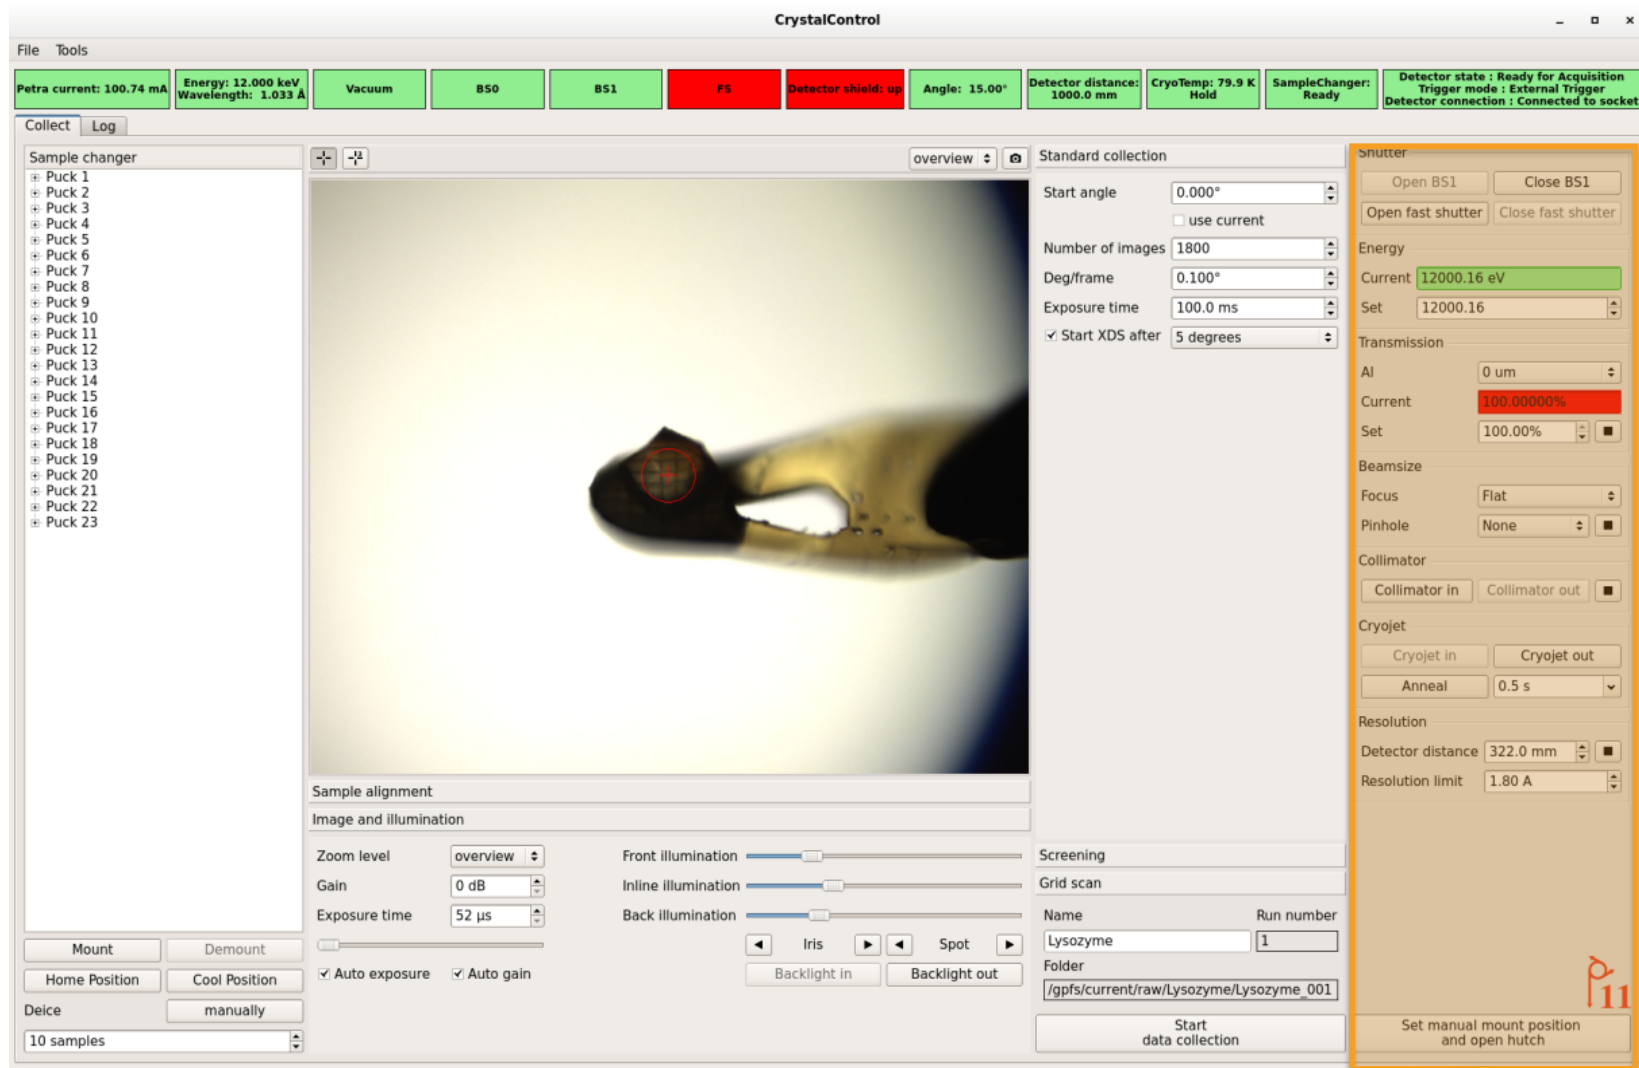 CrystalControl
File Tools
Petra current: 100.74 mA
Energy: 12.000 keV
Wavelength: 1.033 Å
Vacuum
BS0
BS1
FS
Detector shield: up
Angle: 15.00°
Detector distance:
1000.0 mm
CryoTemp: 79.9 K
Hold
SampleChanger:
Ready
Detector state : Ready for Acquisition
Trigger mode : External Trigger
Detector connection : Connected to socket
Collect Log
Sample changer
Puck 1
Puck 2
Puck 3
Puck 4
Puck 5
Puck 6
Puck 7
Puck 8
Puck 9
Puck 10
Puck 11
Puck 12
Puck 13
Puck 14
Puck 15
Puck 16
Puck 17
Puck 18
Puck 19
Puck 20
Puck 21
Puck 22
Puck 23
Mount Demount
Home Position Cool Position
Deice manually
10 samples
overview
Sample alignment
Image and illumination
Zoom level overview
Gain 0 dB
Exposure time 52 µs
Auto exposure Auto gain
Front illumination
Inline illumination
Back illumination
Iris Spot
Backlight in Backlight out
Standard collection
Start angle 0.000°
use current
Number of images 1800
Deg/frame 0.100°
Exposure time 100.0 ms
Start XDS after 5 degrees
Screening
Grid scan
Name Run number
Lysozyme 1
Folder
/gpfs/current/raw/Lysozyme/Lysozyme_001
Start
data collection
Shutter
Open BS1 Close BS1
Open fast shutter Close fast shutter
Energy
Current 12000.16 eV
Set 12000.16
Transmission
Al 0 um
Current 100.00000%
Set 100.00%
Beamsize
Focus Flat
Pinhole None
Collimator
Collimator in Collimator out
Cryojet
Cryojet in Cryojet out
Anneal 0.5 s
Resolution
Detector distance 322.0 mm
Resolution limit 1.80 A
P11
Set manual mount position
and open hutch